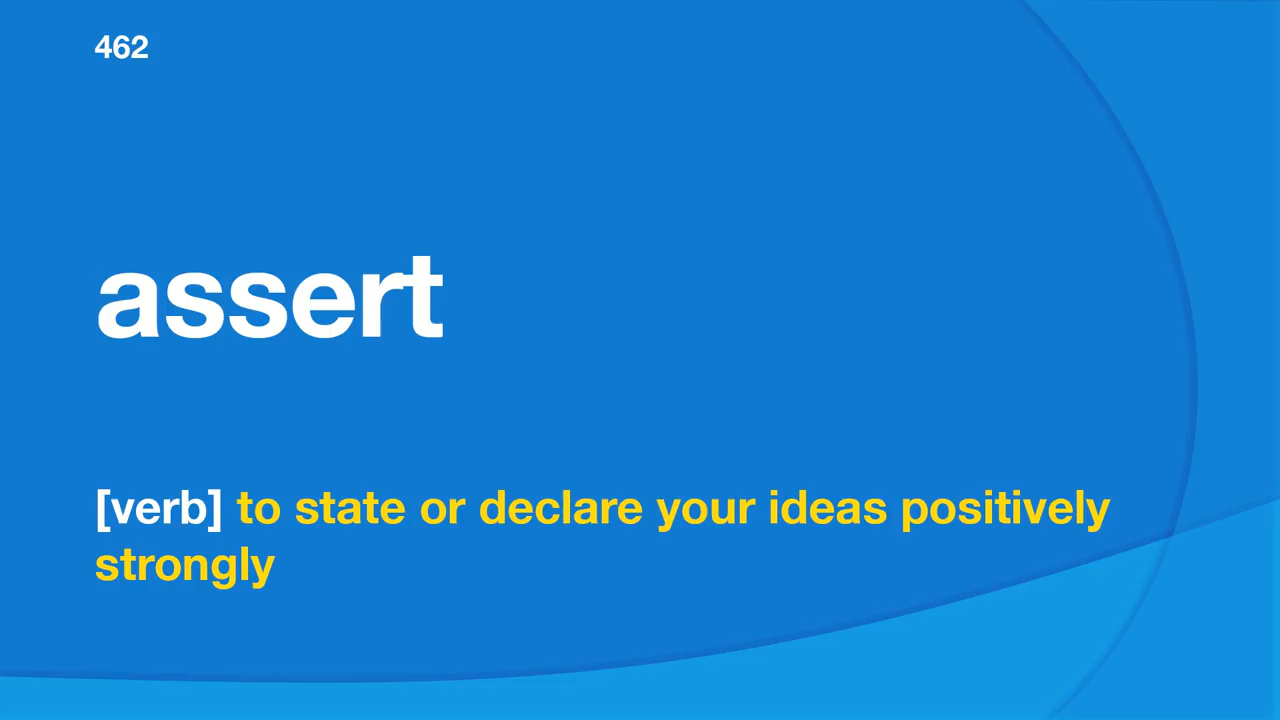 462
assert
[verb] to state or declare your ideas positively
strongly